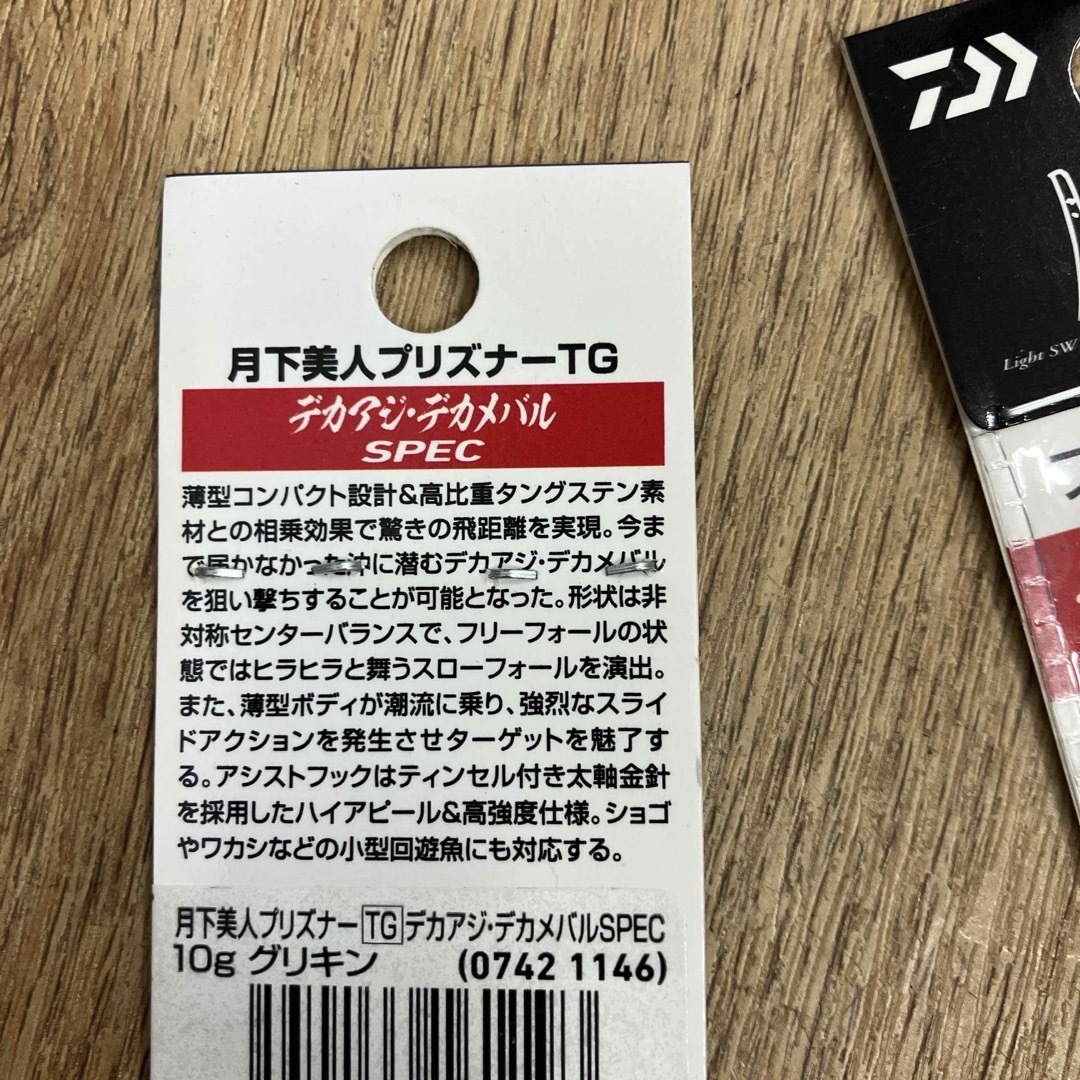 月下美人プリズナーTG
デカアジ・デカメバル
SPEC
薄型コンパクト設計&高比重タングステン素
材との相乗効果で驚きの飛距離を実現。今ま
で届かなかった沖に潜むデカアジ・デカメバル
を狙い撃ちすることが可能となった。形状は非
対称センターバランスで、フリーフォールの状
態ではヒラヒラと舞うスローフォールを演出。
また、薄型ボディが潮流に乗り、強烈なスライ
ドアクションを発生させターゲットを魅了す
る。アシストフックはティンセル付き太軸金針
を採用したハイアピール&高強度仕様。ショゴ
やワカシなどの小型回遊魚にも対応する。
月下美人プリズナーTGデカアジ・デカメバルSPEC
10g グリキン (0742 1146)
Light SW